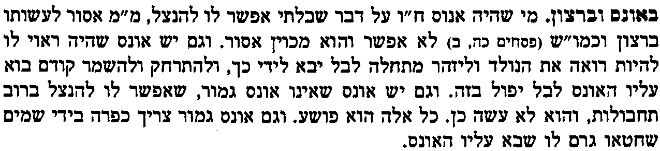 באונס וברצון. מי שהיה אנוס ח״ו על דבר שבלתי אפשר לו להנצל, מ״מ אסור לעשותו
ברצון וכמו״ש (פסחים כה, ב) לא אפשר והוא מכוין אסור. וגם יש אונס שהיה ראוי לו
להיות רואה את הנולד וליזהר מתחלה לבל יבא לידי כך, ולהתרחק ולהשמר קודם בוא
עליו האונס לבל יפול בזה. וגם יש אונס שאינו אונס גמור, שאפשר לו להנצל ברוב
תחבולות, והוא לא עשה כן. כל אלה הוא פושע. וגם אונס גמור צריך כפרה בידי שמים
שחטאו גרם לו שבא עליו האונס.